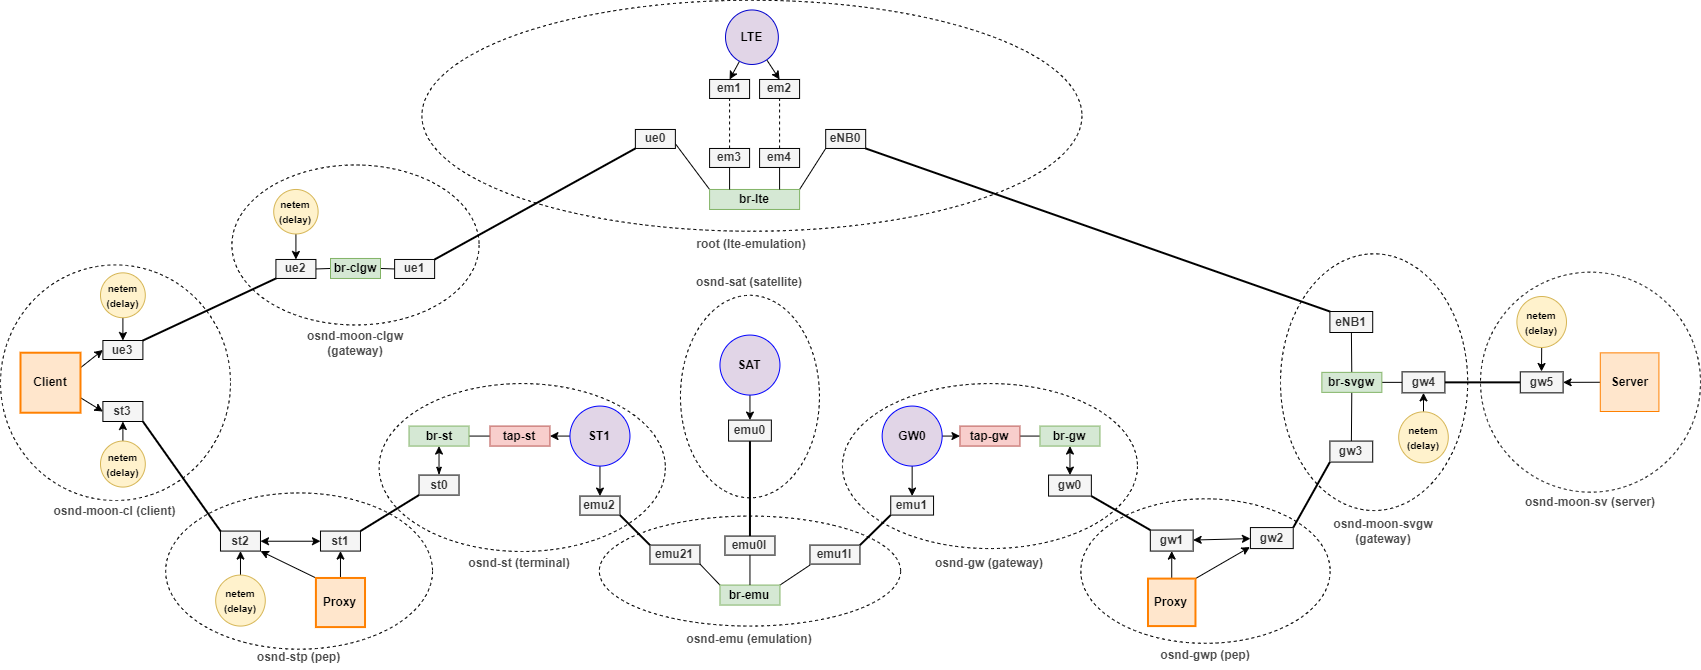 LTE
em1
em2
ue0
eNB0
em3
em4
br-lte
root (lte-emulation)
netem
(delay)
ue2
br-clgw
ue1
osnd-moon-clgw
(gateway)
netem
(delay)
ue3
Client
st3
netem
(delay)
osnd-moon-cl (client)
osnd-sat (satellite)
SAT
emu0
br-st
tap-st
ST1
st0
emu2
osnd-st (terminal)
st2
st1
netem
(delay)
Proxy
osnd-stp (pep)
emu21
emu0l
emu1l
br-emu
osnd-emu (emulation)
GW0
tap-gw
br-gw
gw0
emu1
osnd-gw (gateway)
gw1
gw2
Proxy
osnd-gwp (pep)
eNB1
br-svgw
gw4
gw3
netem
(delay)
osnd-moon-svgw
(gateway)
netem
(delay)
gw5
Server
osnd-moon-sv (server)